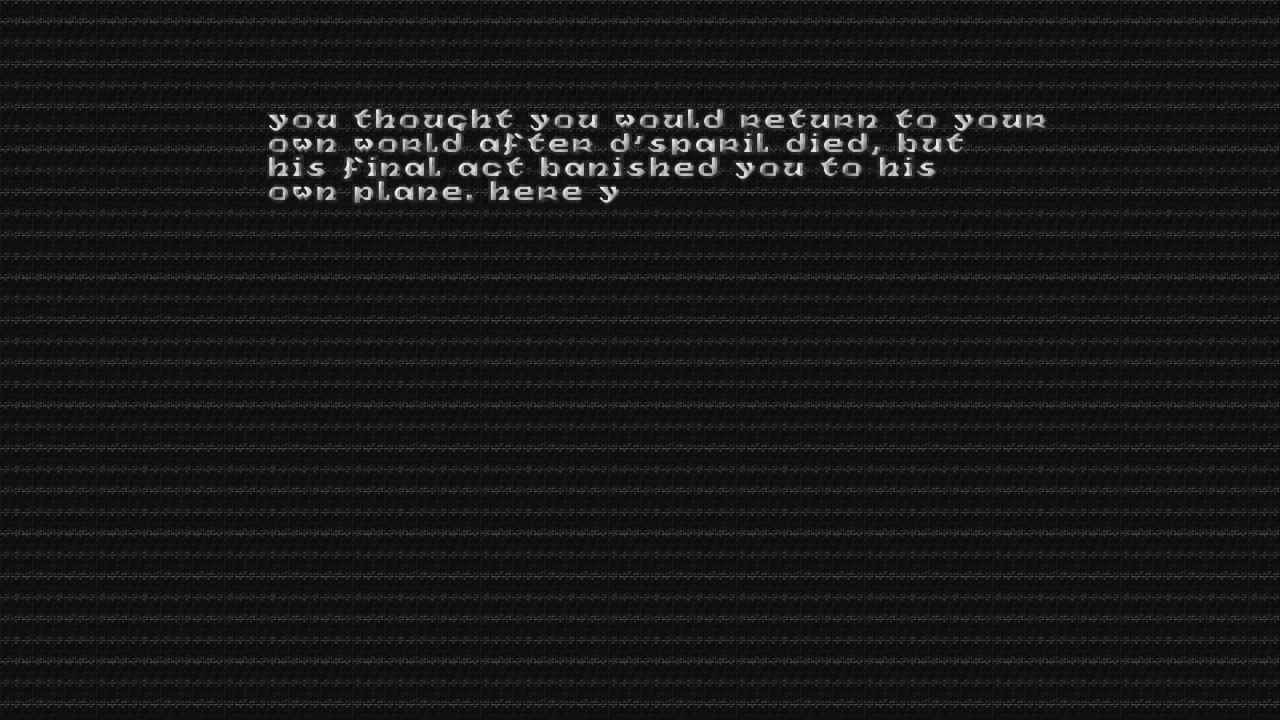 you thought you would return to your
own world after d'sparil died, but
his final act banished you to his
own plane. here y